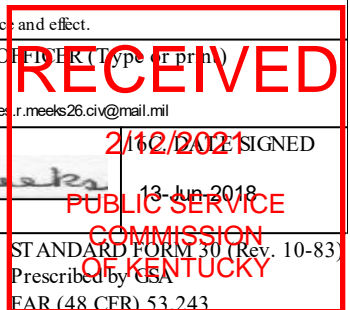 ce and effect.
OFFICER (Type or print)
RECEIVED
es.r.meeks26.civ@mail.mil
16C. DATE SIGNED
2/12/2021
eeks
13-Jun-2018
PUBLIC SERVICE
COMMISSION
OF KENTUCKY
STANDARD FORM 30 (Rev. 10-83)
Prescribed by GSA
FAR (48 CFR) 53.243